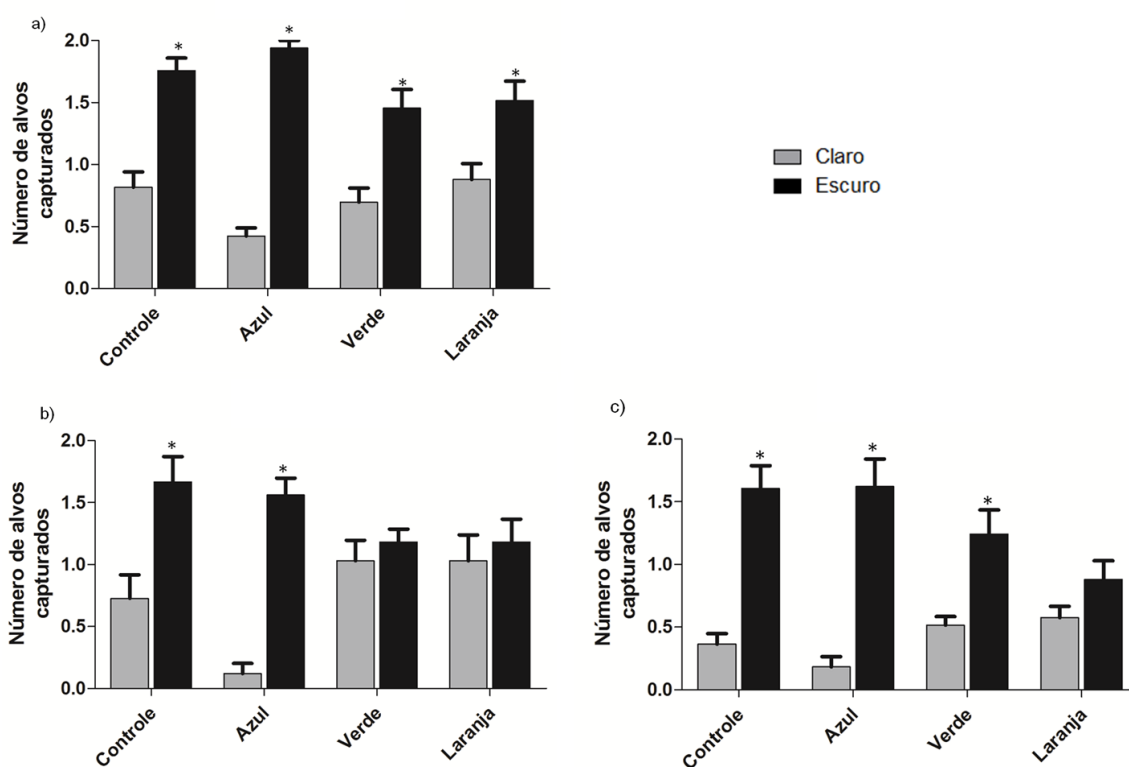 a)
Número de alvos
capturados
2.0
1.5
1.0
0.5
0.0
* * * *
Controle
Azul
Verde
Laranja
Claro
Escuro
b)
Número de alvos
capturados
2.0
1.5
1.0
0.5
0.0
* *
Controle
Azul
Verde
Laranja
c)
Número de alvos
capturados
2.0
1.5
1.0
0.5
0.0
* * *
Controle
Azul
Verde
Laranja